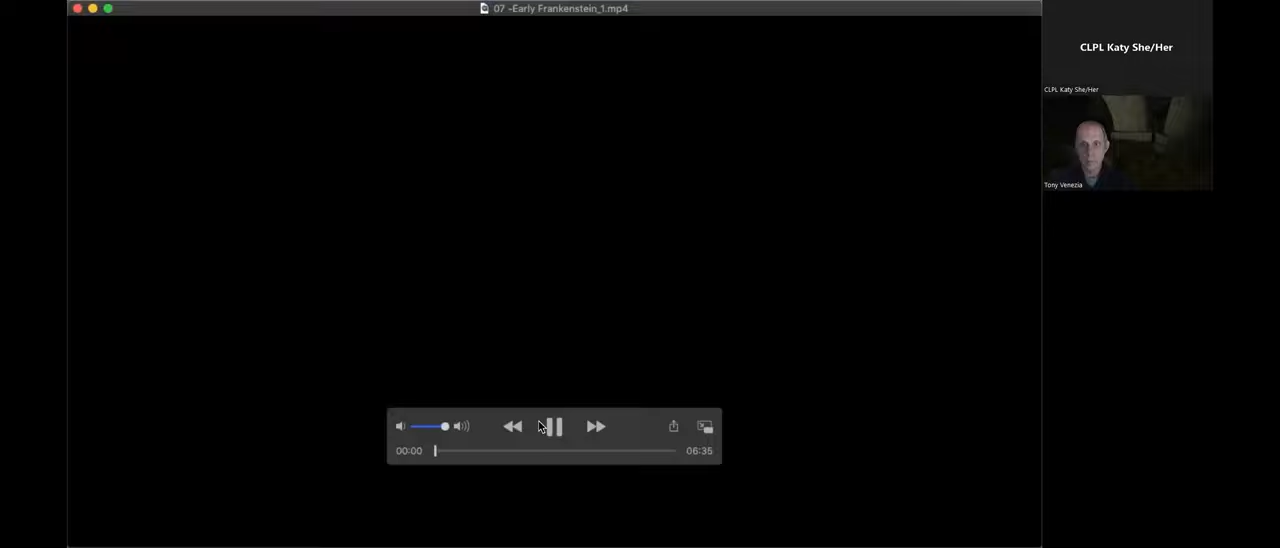 07 -Early Frankenstein_1.mp4
CLPL Katy She/Her
CLPL Katy She/Her
Tony Venezia
00:00
06:35